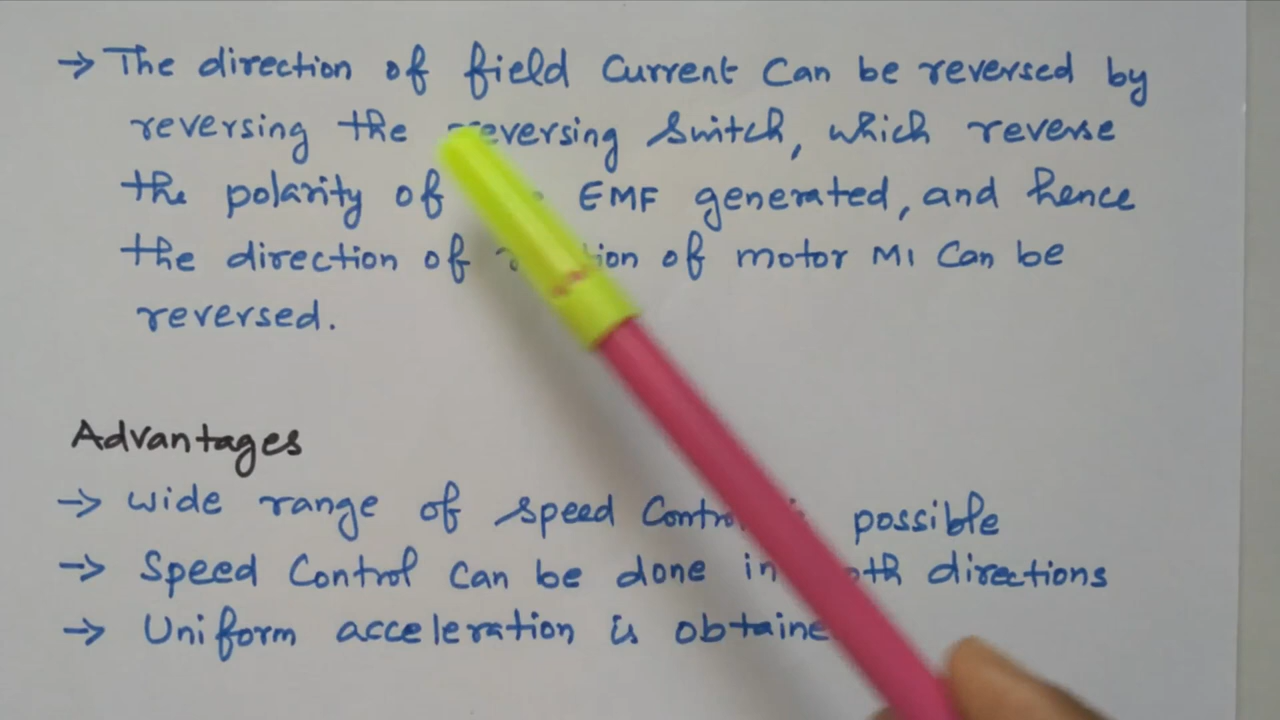 → The direction of field Current Can be reversed by
reversing the reversing Switch, which reverse
the polarity of EMF generated, and hence
the direction of of motor M1 Can be
reversed.
Advantages
→ wide range of speed Control possible
→ Speed Control Can be done in directions
→ Uniform acceleration is